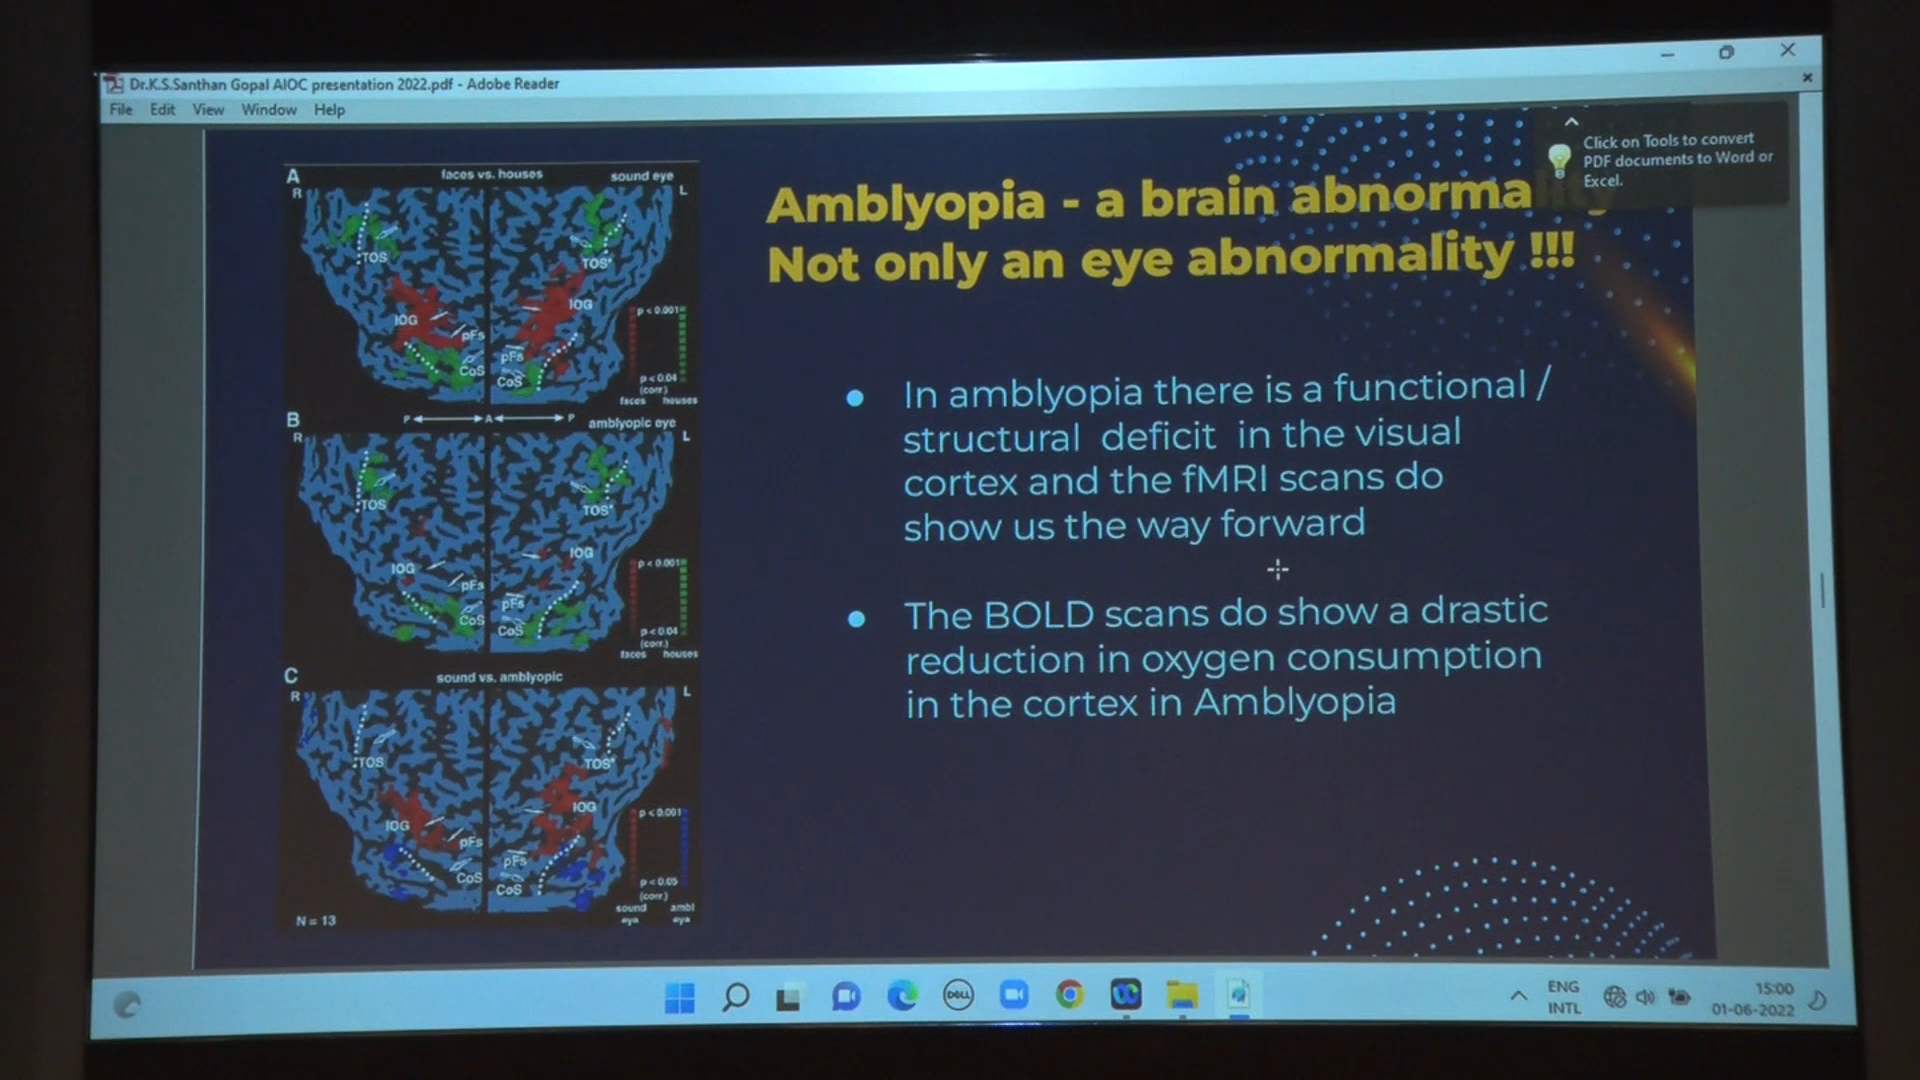 Dr.K.S.Santhan Gopal AIOC presentation 2022.pdf - Adobe Reader
File Edit View Window Help
Click on Tools to convert
PDF documents to Word or
Excel.
Amblyopia - a brain abnorma
Not only an eye abnormality !!!
In amblyopia there is a functional /
structural deficit in the visual
cortex and the fMRI scans do
show us the way forward
The BOLD scans do show a drastic
reduction in oxygen consumption
in the cortex in Amblyopia
A
faces vs. houses
sound eye
R
L
TOS
TOS*
IOG
IOG
p < 0.001
pFs
pFs
CoS
CoS
p < 0.04
(corr.)
faces houses
B
P A P
amblyopic eye
R
L
TOS
TOS*
IOG
IOG
p < 0.001
pFs
pFs
CoS
CoS
p < 0.04
(corr.)
faces houses
C
sound vs. amblyopic
R
L
TOS
TOS*
IOG
IOG
p < 0.001
pFs
pFs
CoS
CoS
p < 0.05
(corr.)
sound ambl
eye eye
N = 13
DELL
ENG
INTL
15:00
01-06-2022